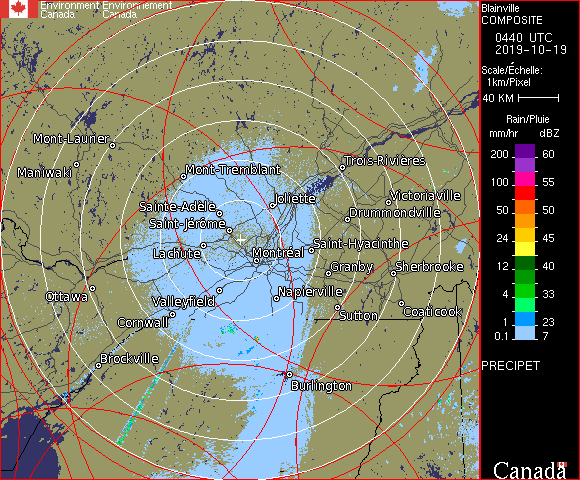 Environment Environnement
Canada Canada
Blainville
COMPOSITE
0440 UTC
2019-10-19
Scale/Échelle:
1km/Pixel
40 KM
Rain/Pluie
mm/hr dBZ
200 60
100 55
50 50
24 45
12 40
4 33
1 23
0.1 7
PRECIPET
Canada
Mont-Laurier
Maniwaki
Mont-Tremblant
Trois-Rivières
Joliette
Victoriaville
Sainte-Adèle
Drummondville
Saint-Jérôme
Lachute
Montréal
Saint-Hyacinthe
Granby
Sherbrooke
Ottawa
Valleyfield
Napierville
Cornwall
Sutton
Coaticook
Brockville
Burlington